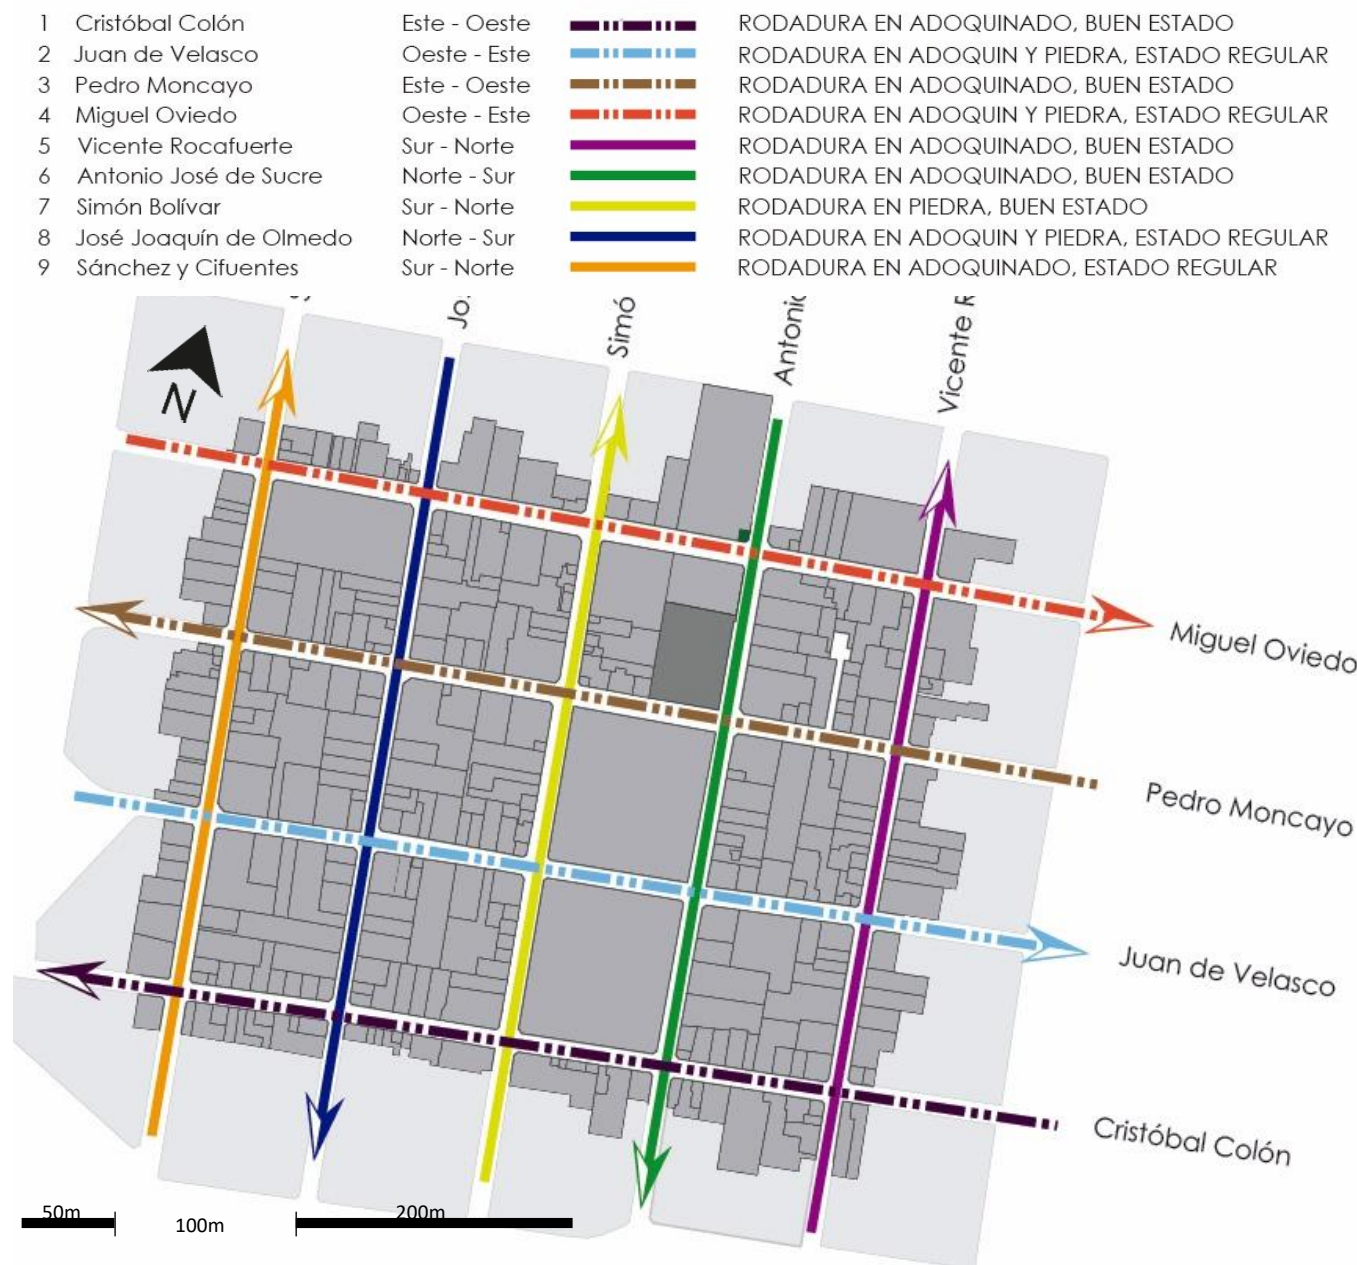 1 Cristóbal Colón Este - Oeste RODADURA EN ADOQUINADO, BUEN ESTADO
2 Juan de Velasco Oeste - Este RODADURA EN ADOQUIN Y PIEDRA, ESTADO REGULAR
3 Pedro Moncayo Este - Oeste RODADURA EN ADOQUINADO, BUEN ESTADO
4 Miguel Oviedo Oeste - Este RODADURA EN ADOQUIN Y PIEDRA, ESTADO REGULAR
5 Vicente Rocafuerte Sur - Norte RODADURA EN ADOQUINADO, BUEN ESTADO
6 Antonio José de Sucre Norte - Sur RODADURA EN ADOQUINADO, BUEN ESTADO
7 Simón Bolívar Sur - Norte RODADURA EN PIEDRA, BUEN ESTADO
8 José Joaquín de Olmedo Norte - Sur RODADURA EN ADOQUIN Y PIEDRA, ESTADO REGULAR
9 Sánchez y Cifuentes Sur - Norte RODADURA EN ADOQUINADO, ESTADO REGULAR
Jo
Simó
Antonio
Vicente R
N
Miguel Oviedo
Pedro Moncayo
Juan de Velasco
Cristóbal Colón
50m
100m
200m